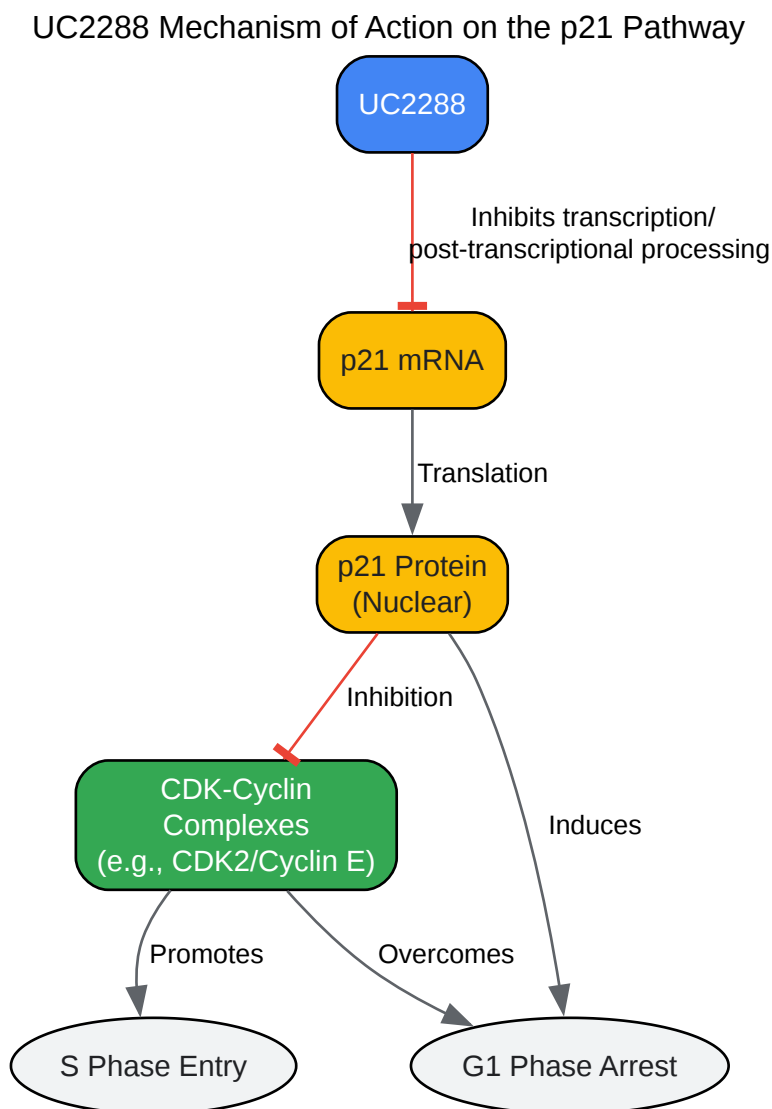 UC2288 Mechanism of Action on the p21 Pathway
UC2288
Inhibits transcription/
post-transcriptional processing
p21 mRNA
Translation
p21 Protein
(Nuclear)
Inhibition
CDK-Cyclin
Complexes
(e.g., CDK2/Cyclin E)
Induces
Promotes
Overcomes
S Phase Entry
G1 Phase Arrest